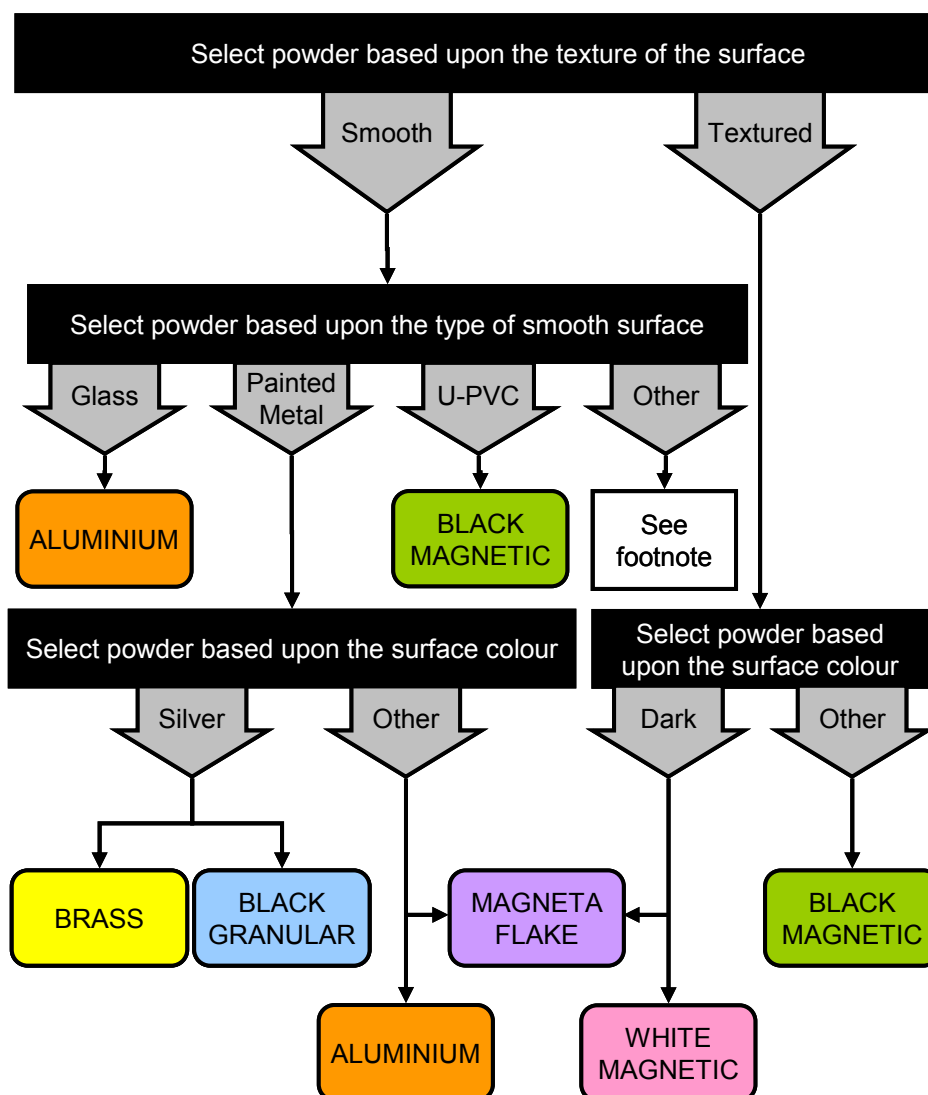 Select powder based upon the texture of the surface
Smooth
Textured
Select powder based upon the type of smooth surface
Glass
Painted
Metal
U-PVC
Other
ALUMINIUM
BLACK
MAGNETIC
See
footnote
Select powder based upon the surface colour
Select powder based
upon the surface colour
Silver
Other
Dark
Other
BRASS
BLACK
GRANULAR
MAGNETA
FLAKE
BLACK
MAGNETIC
ALUMINIUM
WHITE
MAGNETIC